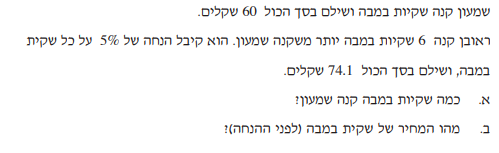 שמעון קנה שקיות במבה ושילם בסך הכול 60 שקלים.
ראובן קנה 6 שקיות במבה יותר משקנה שמעון. הוא קיבל הנחה של 5% על כל שקית
במבה, ושילם בסך הכול 74.1 שקלים.
א. כמה שקיות במבה קנה שמעון?
ב. מהו המחיר של שקית במבה (לפני ההנחה)?